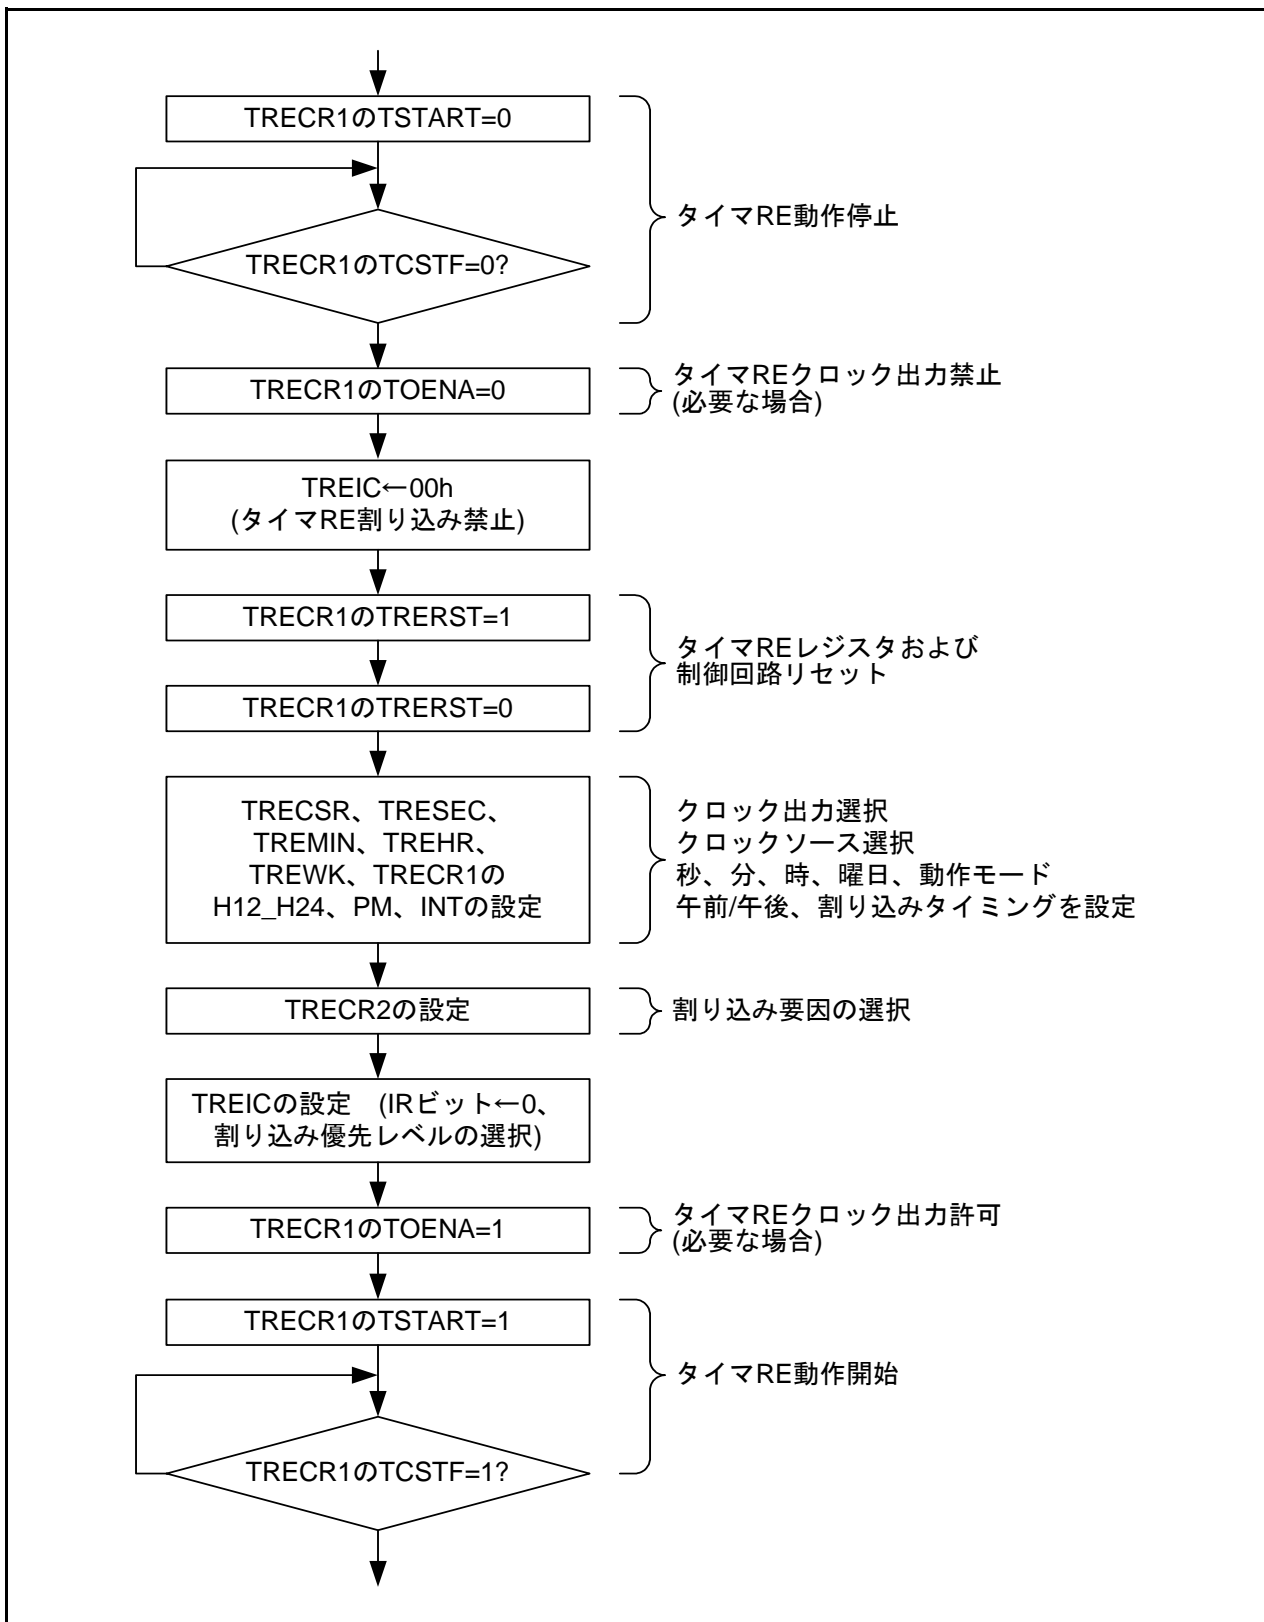 TRECR1のTSTART=0
TRECR1のTCSTF=0?
タイマRE動作停止
TRECR1のTOENA=0
タイマREクロック出力禁止
(必要な場合)
TREIC←00h
(タイマRE割り込み禁止)
TRECR1のTRERST=1
TRECR1のTRERST=0
タイマREレジスタおよび
制御回路リセット
TRECSR、TRESEC、
TREMIN、TREHR、
TREWK、TRECR1の
H12_H24、PM、INTの設定
クロック出力選択
クロックソース選択
秒、分、時、曜日、動作モード
午前/午後、割り込みタイミングを設定
TRECR2の設定
割り込み要因の選択
TREICの設定　(IRビット←0、
割り込み優先レベルの選択)
TRECR1のTOENA=1
タイマREクロック出力許可
(必要な場合)
TRECR1のTSTART=1
TRECR1のTCSTF=1?
タイマRE動作開始